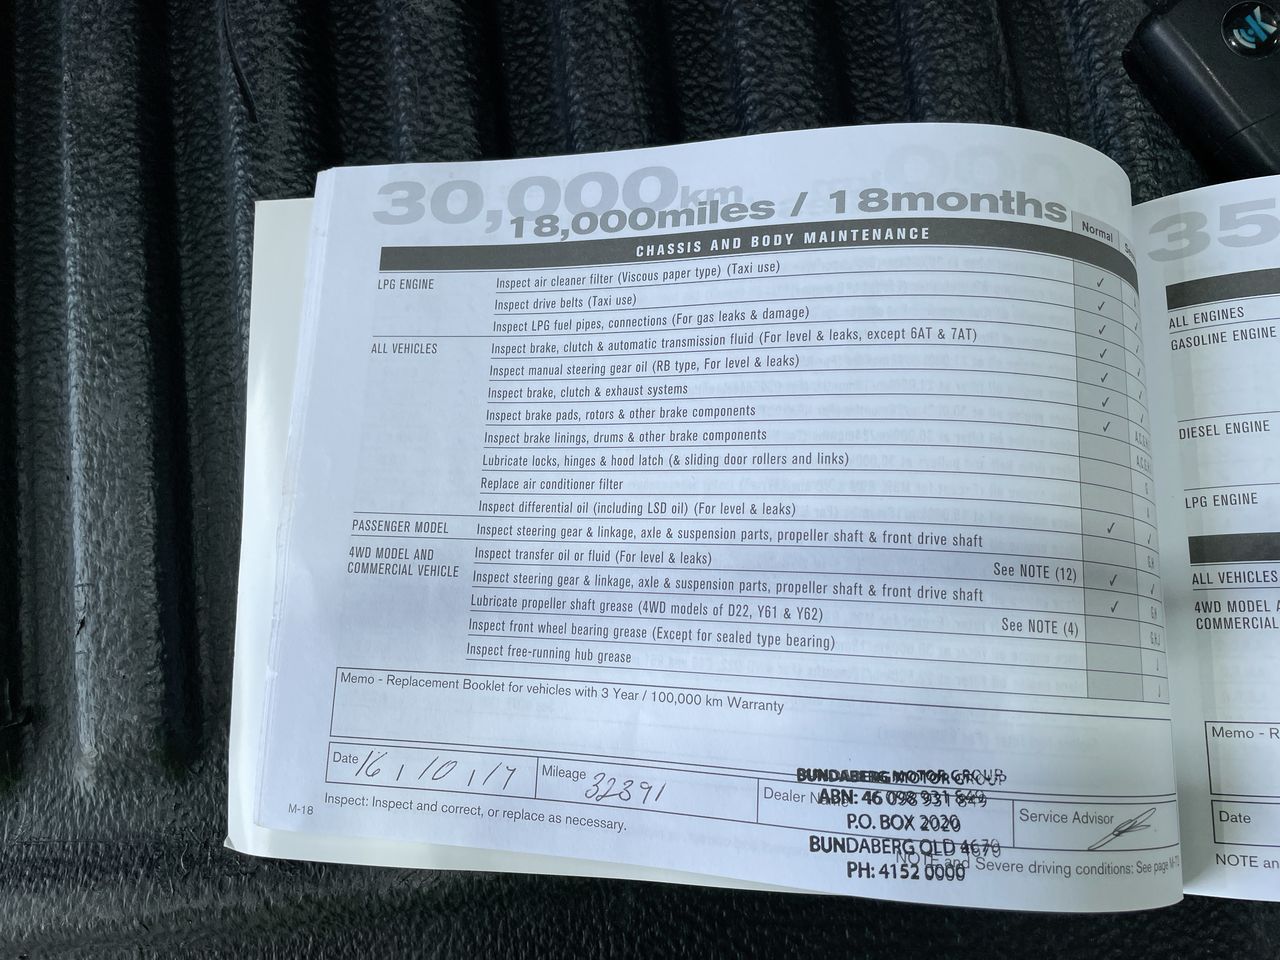 30,000km
18,000miles / 18months
CHASSIS AND BODY MAINTENANCE
Normal
LPG ENGINE
Inspect air cleaner filter (Viscous paper type) (Taxi use) ✓
Inspect drive belts (Taxi use) ✓
Inspect LPG fuel pipes, connections (For gas leaks & damage) ✓
ALL VEHICLES
Inspect brake, clutch & automatic transmission fluid (For level & leaks, except 6AT & 7AT) ✓
Inspect manual steering gear oil (RB type, For level & leaks) ✓
Inspect brake, clutch & exhaust systems ✓
Inspect brake pads, rotors & other brake components ✓
Inspect brake linings, drums & other brake components
Lubricate locks, hinges & hood latch (& sliding door rollers and links)
Replace air conditioner filter
Inspect differential oil (including LSD oil) (For level & leaks) ✓
PASSENGER MODEL
Inspect steering gear & linkage, axle & suspension parts, propeller shaft & front drive shaft
4WD MODEL AND
COMMERCIAL VEHICLE
Inspect transfer oil or fluid (For level & leaks) See NOTE (12) ✓
Inspect steering gear & linkage, axle & suspension parts, propeller shaft & front drive shaft ✓
Lubricate propeller shaft grease (4WD models of D22, Y61 & Y62) See NOTE (4)
Inspect front wheel bearing grease (Except for sealed type bearing)
Inspect free-running hub grease
Memo - Replacement Booklet for vehicles with 3 Year / 100,000 km Warranty
Date 16 / 10 / 17
Mileage 32391
Dealer
Service Advisor
BUNDABERG MOTOR GROUP
ABN: 46 098 931 849
P.O. BOX 2020
BUNDABERG QLD 4670
PH: 4152 0000
M-18
Inspect: Inspect and correct, or replace as necessary.
NOTE and Severe driving conditions: See page
35
ALL ENGINES
GASOLINE ENGINE
DIESEL ENGINE
LPG ENGINE
ALL VEHICLES
4WD MODEL
COMMERCIAL
Memo -
Date
NOTE